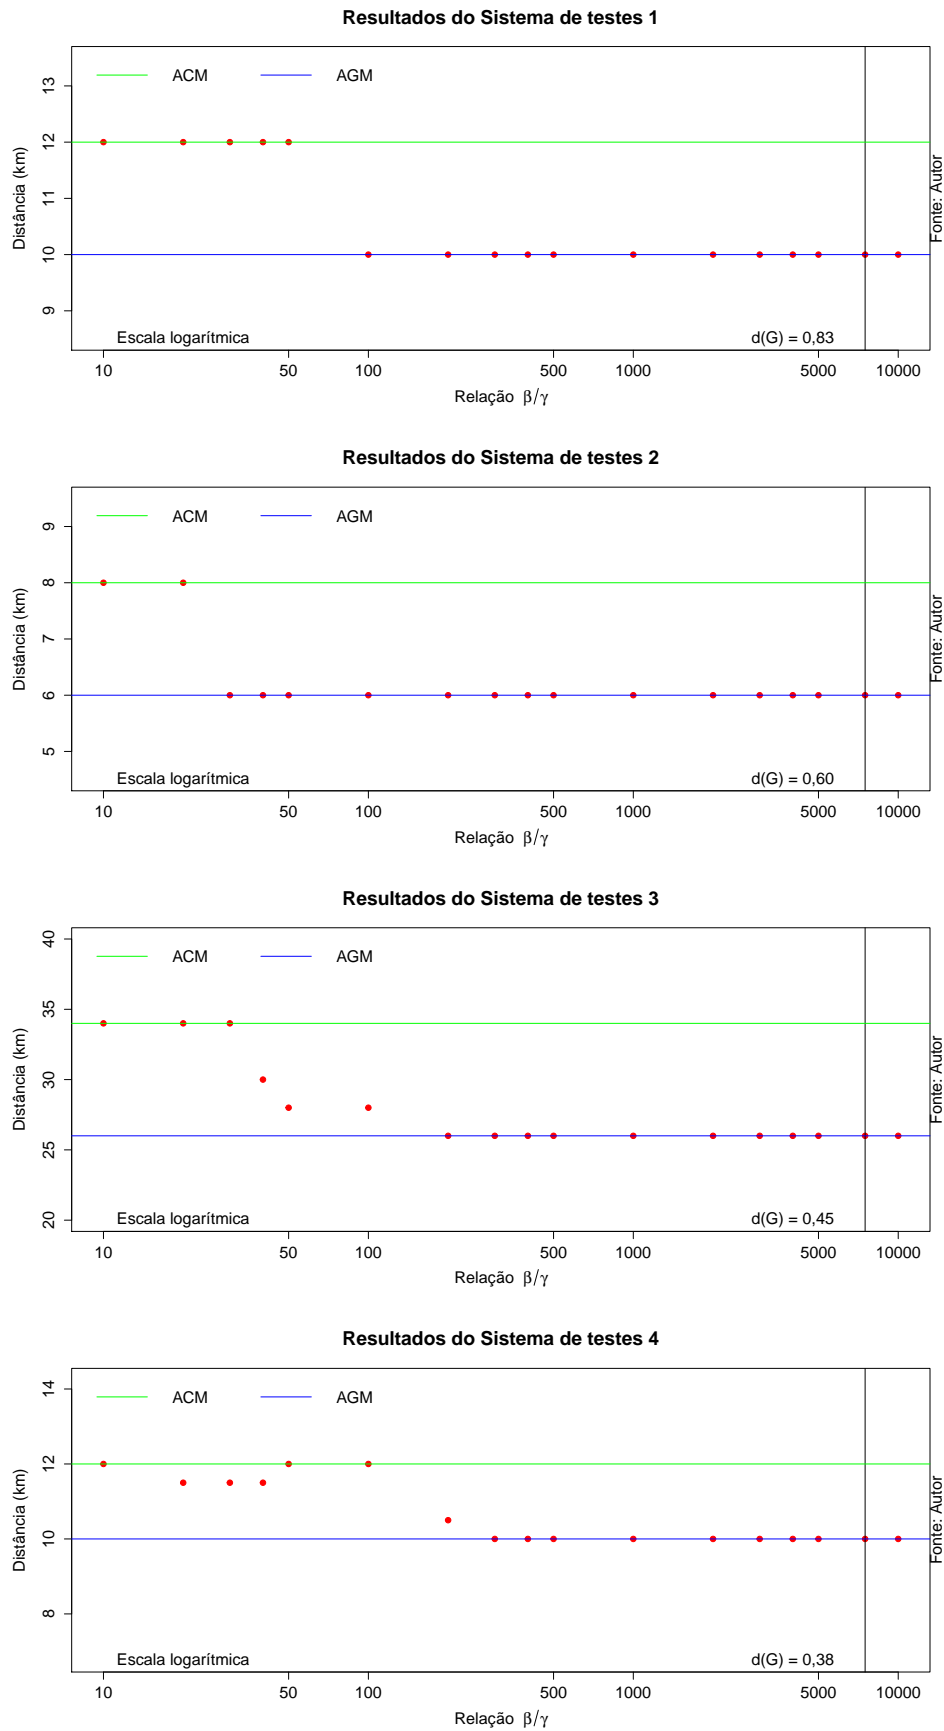 Resultados do Sistema de testes 1
ACM AGM
13
12
11
10
9
Distância (km)
Fonte: Autor
Escala logarítmica d(G) = 0,83
10 50 100 500 1000 5000 10000
Relação β/γ
Resultados do Sistema de testes 2
ACM AGM
9
8
7
6
5
Distância (km)
Fonte: Autor
Escala logarítmica d(G) = 0,60
10 50 100 500 1000 5000 10000
Relação β/γ
Resultados do Sistema de testes 3
ACM AGM
40
35
30
25
20
Distância (km)
Fonte: Autor
Escala logarítmica d(G) = 0,45
10 50 100 500 1000 5000 10000
Relação β/γ
Resultados do Sistema de testes 4
ACM AGM
14
12
10
8
Distância (km)
Fonte: Autor
Escala logarítmica d(G) = 0,38
10 50 100 500 1000 5000 10000
Relação β/γ